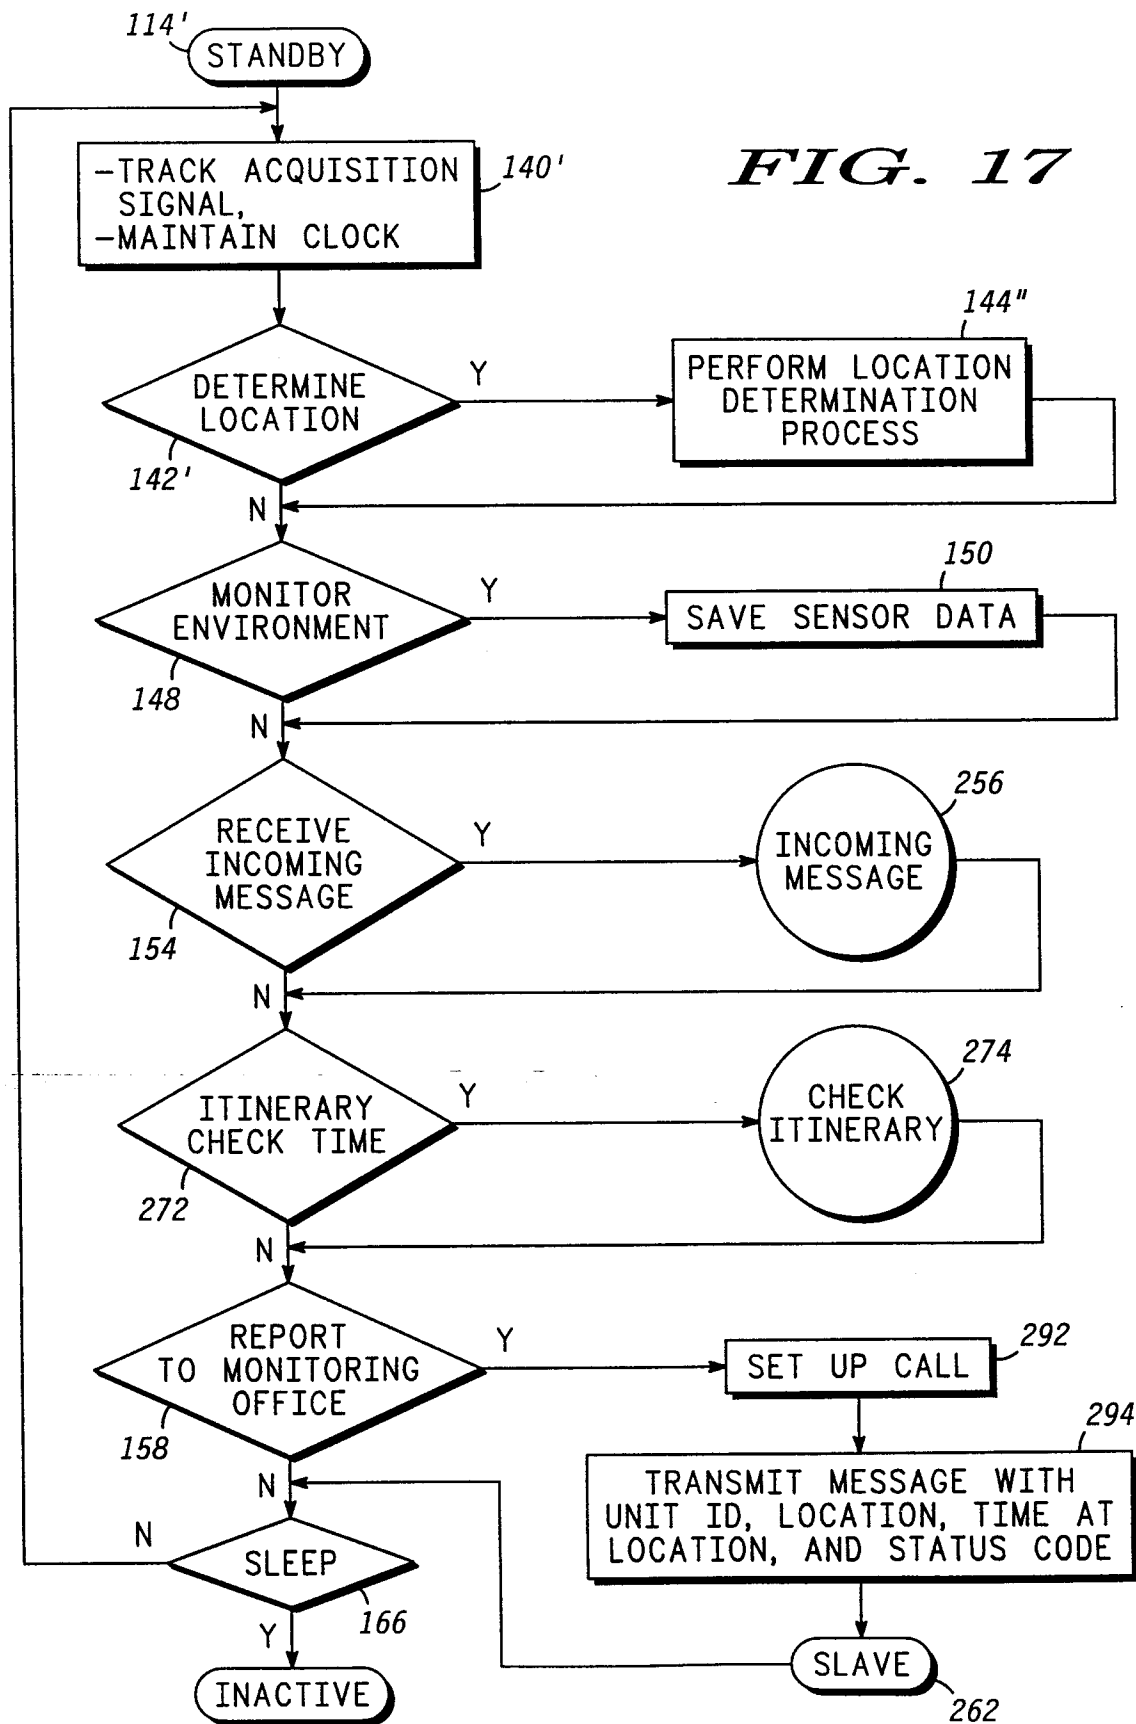 114'
STANDBY
FIG. 17
-TRACK ACQUISITION
SIGNAL,
-MAINTAIN CLOCK
140'
DETERMINE
LOCATION
142'
Y
N
144"
PERFORM LOCATION
DETERMINATION
PROCESS
MONITOR
ENVIRONMENT
148
Y
N
150
SAVE SENSOR DATA
RECEIVE
INCOMING
MESSAGE
154
Y
N
256
INCOMING
MESSAGE
ITINERARY
CHECK TIME
272
Y
N
274
CHECK
ITINERARY
REPORT
TO MONITORING
OFFICE
158
Y
N
292
SET UP CALL
294
TRANSMIT MESSAGE WITH
UNIT ID, LOCATION, TIME AT
LOCATION, AND STATUS CODE
N
SLEEP
166
Y
SLAVE
262
INACTIVE